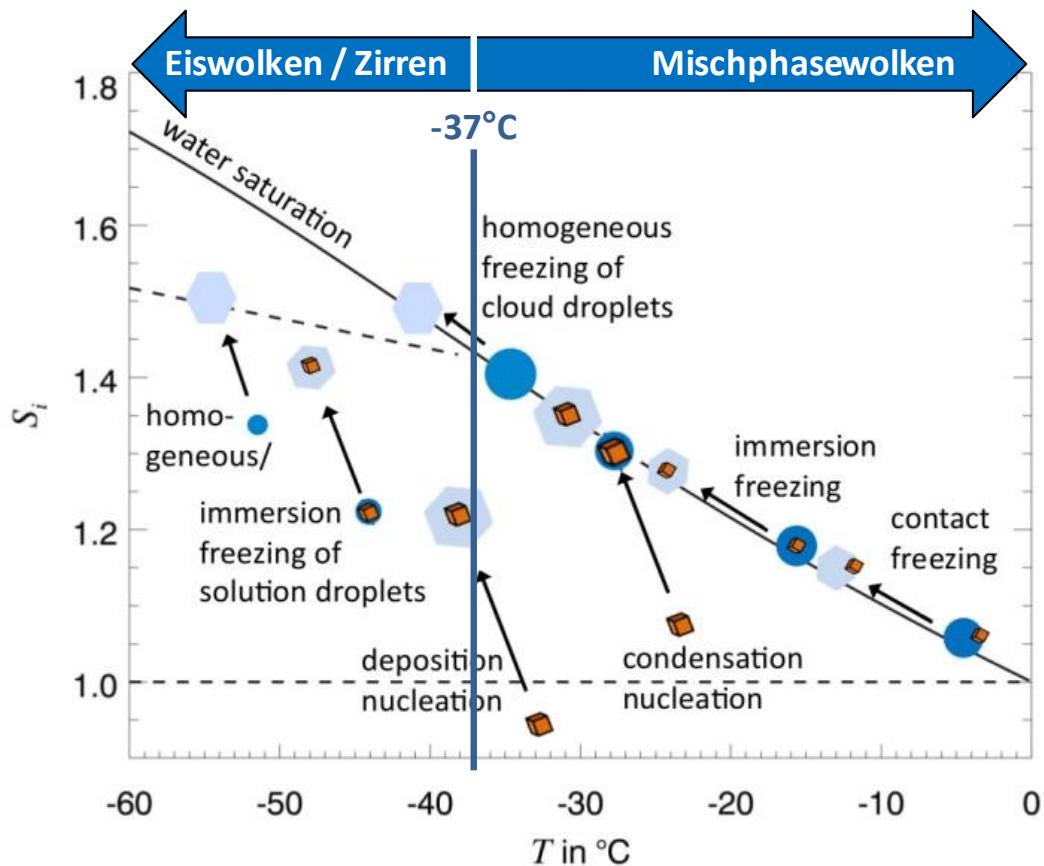 Eiswolken / Zirren
Mischphasewolken
-37°C
water saturation
homogeneous
freezing of
cloud droplets
homo-
geneous/
immersion
freezing of
solution droplets
immersion
freezing
contact
freezing
deposition
nucleation
condensation
nucleation
1.8
1.6
1.4
1.2
1.0
S_i
-60
-50
-40
-30
-20
-10
0
T in °C